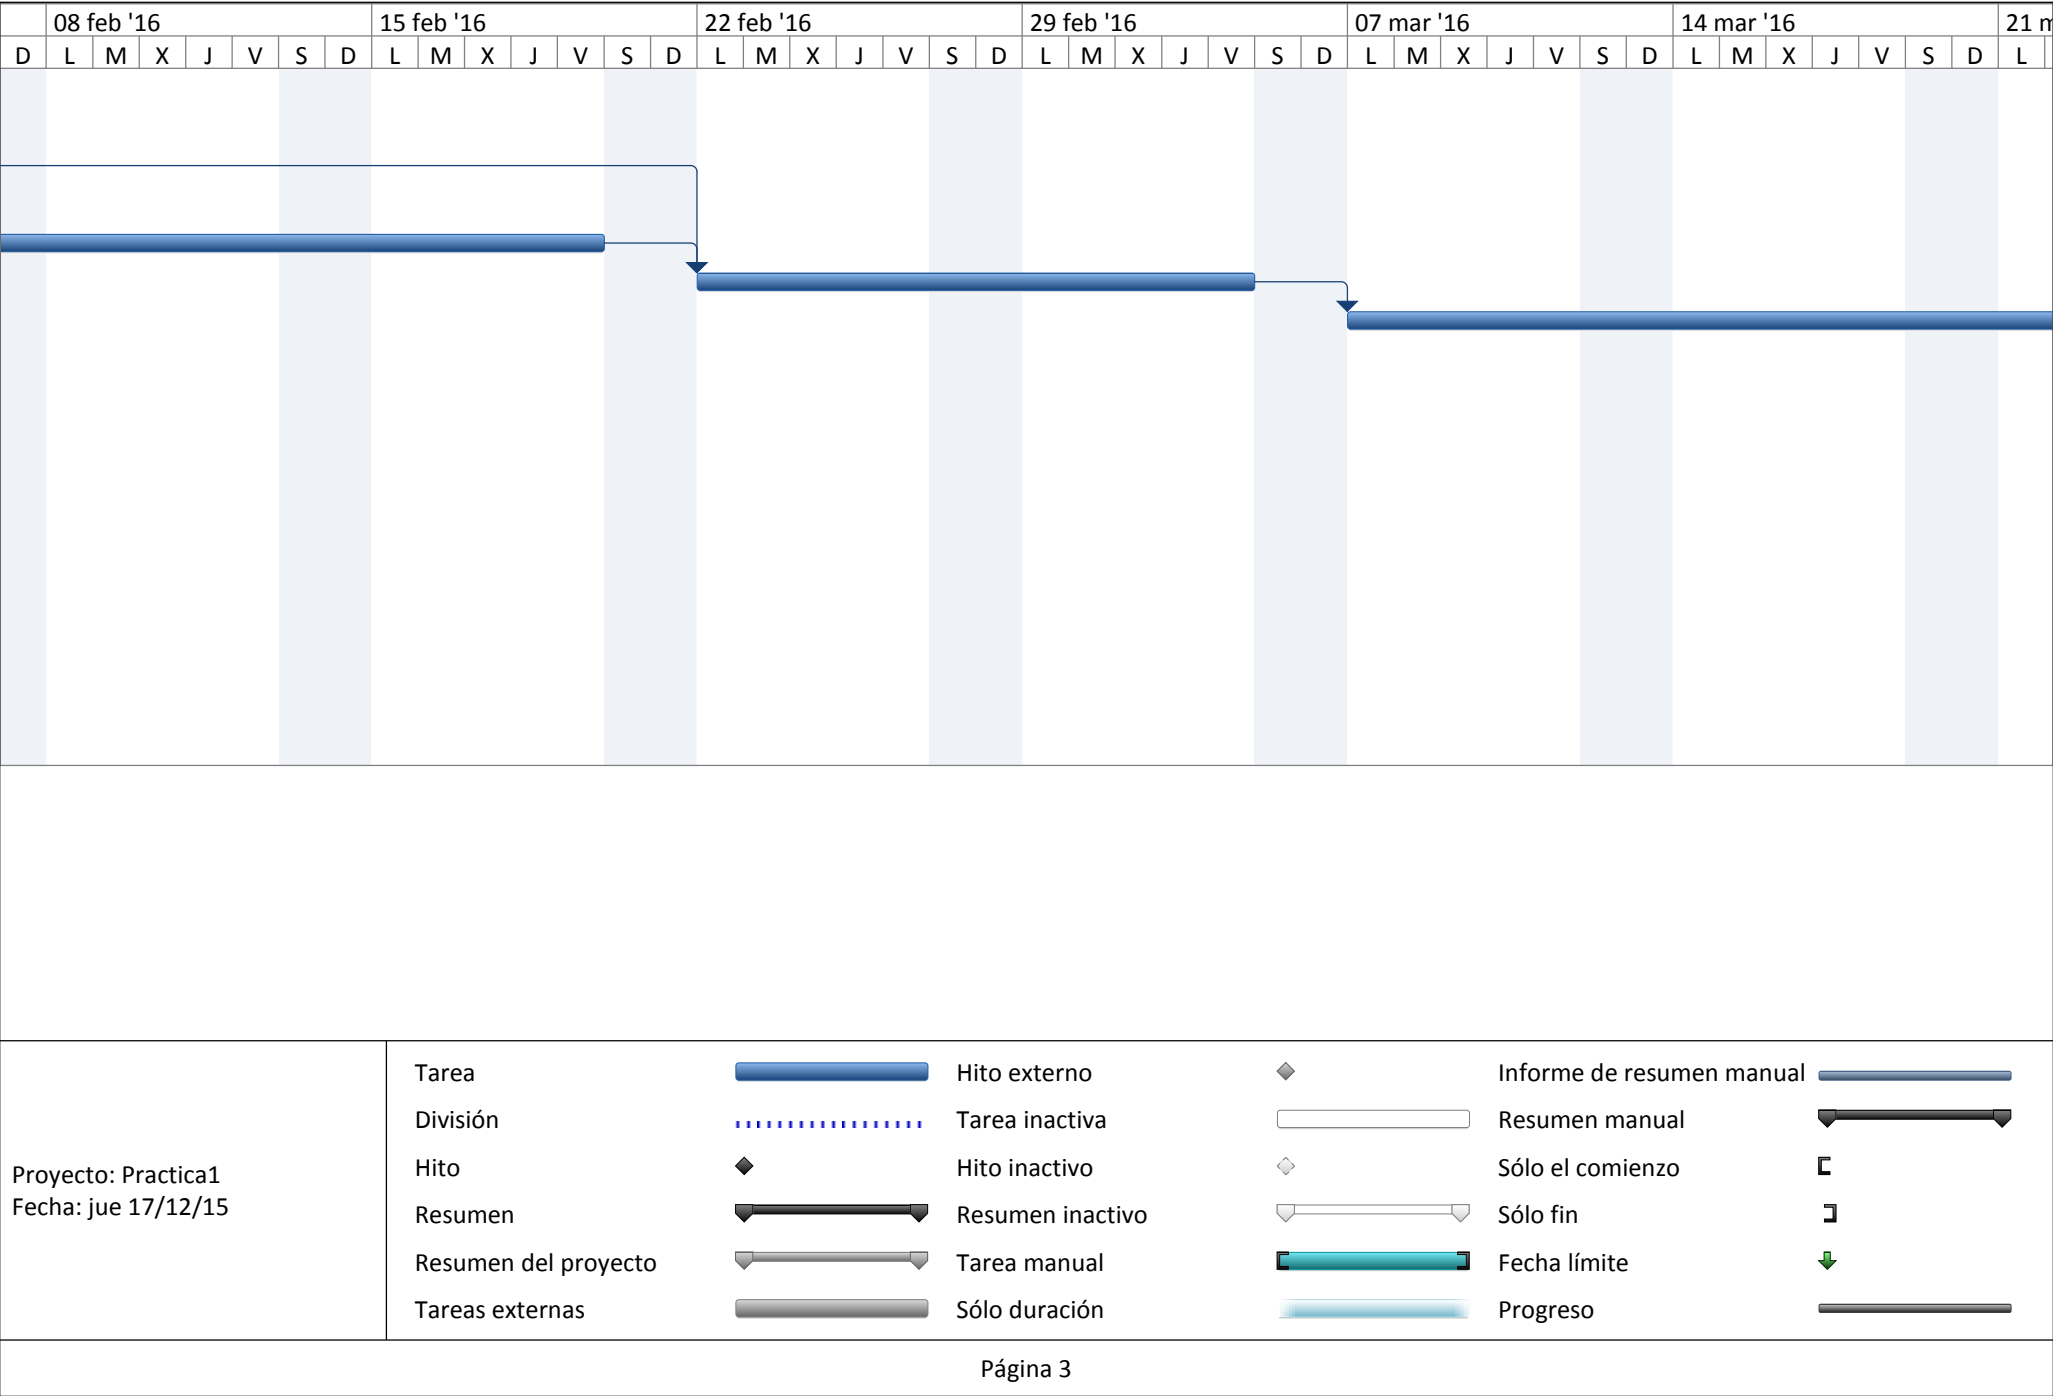 08 feb '16 15 feb '16 22 feb '16 29 feb '16 07 mar '16 14 mar '16 21
D L M X J V S D L M X J V S D L M X J V S D L M X J V S D L M X J V S D L M X J V S D L
Tarea Hito externo Informe de resumen manual
División Tarea inactiva Resumen manual
Hito Hito inactivo Sólo el comienzo
Proyecto: Practica1
Fecha: jue 17/12/15
Resumen Resumen inactivo Sólo fin
Resumen del proyecto Tarea manual Fecha límite
Tareas externas Sólo duración Progreso
Página 3